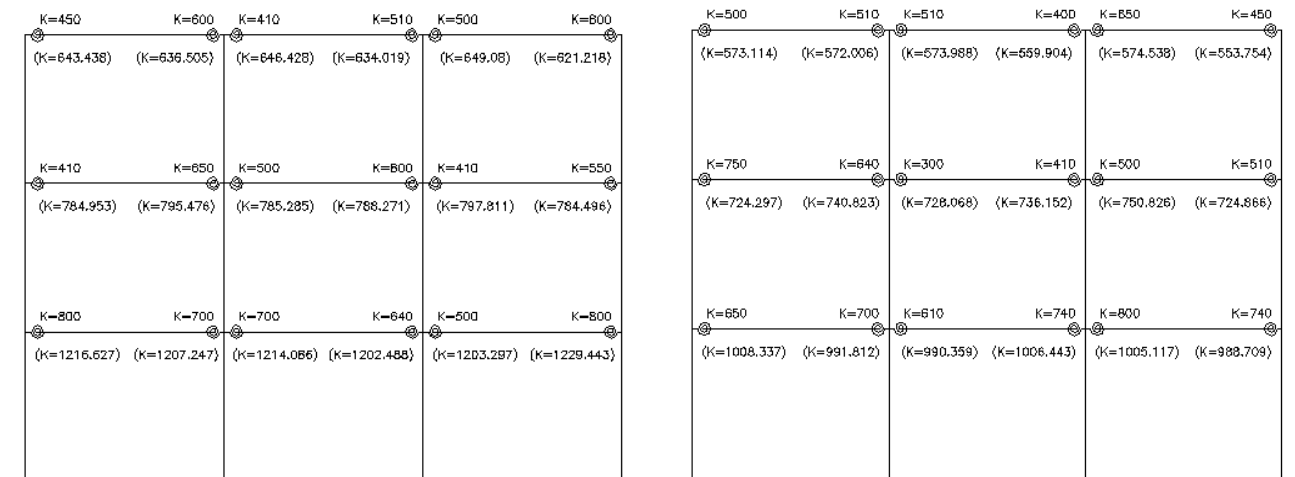 K=450 K=600 K=410 K=510 K=500 K=600
(K=643.438) (K=636.505) (K=646.428) (K=634.019) (K=649.08) (K=621.218)
K=410 K=650 K=500 K=600 K=410 K=550
(K=784.953) (K=795.476) (K=785.285) (K=788.271) (K=797.811) (K=784.496)
K=800 K=700 K=700 K=640 K=500 K=800
(K=1216.627) (K=1207.247) (K=1214.066) (K=1202.488) (K=1203.297) (K=1229.443)
K=500 K=510 K=510 K=400 K=650 K=450
(K=573.114) (K=572.006) (K=573.988) (K=559.904) (K=574.538) (K=553.754)
K=750 K=640 K=300 K=410 K=500 K=510
(K=724.297) (K=740.823) (K=728.068) (K=736.152) (K=750.826) (K=724.866)
K=650 K=700 K=610 K=740 K=800 K=740
(K=1008.337) (K=991.812) (K=990.359) (K=1006.443) (K=1005.117) (K=988.709)